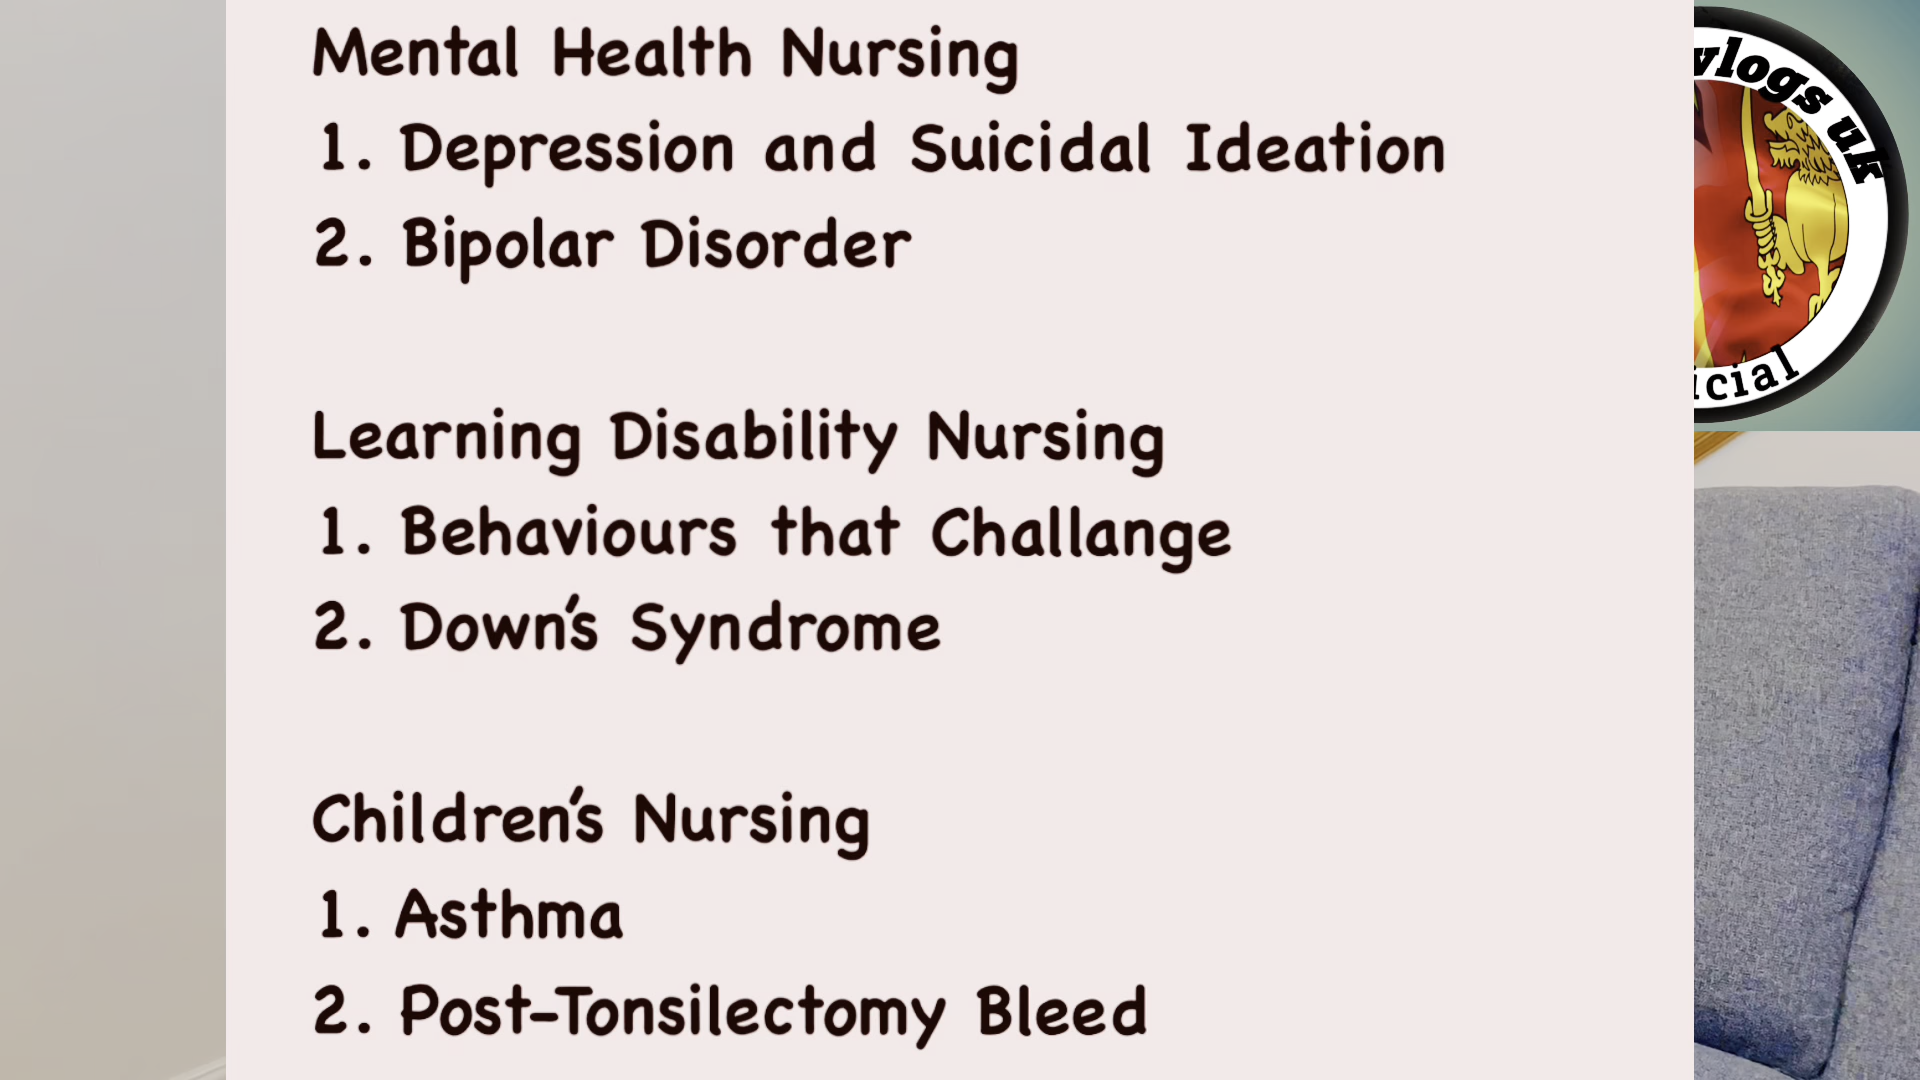 Mental Health Nursing
1. Depression and Suicidal Ideation
2. Bipolar Disorder
Learning Disability Nursing
1. Behaviours that Challange
2. Down's Syndrome
Children's Nursing
1. Asthma
2. Post-Tonsilectomy Bleed
vlogs uk
icial